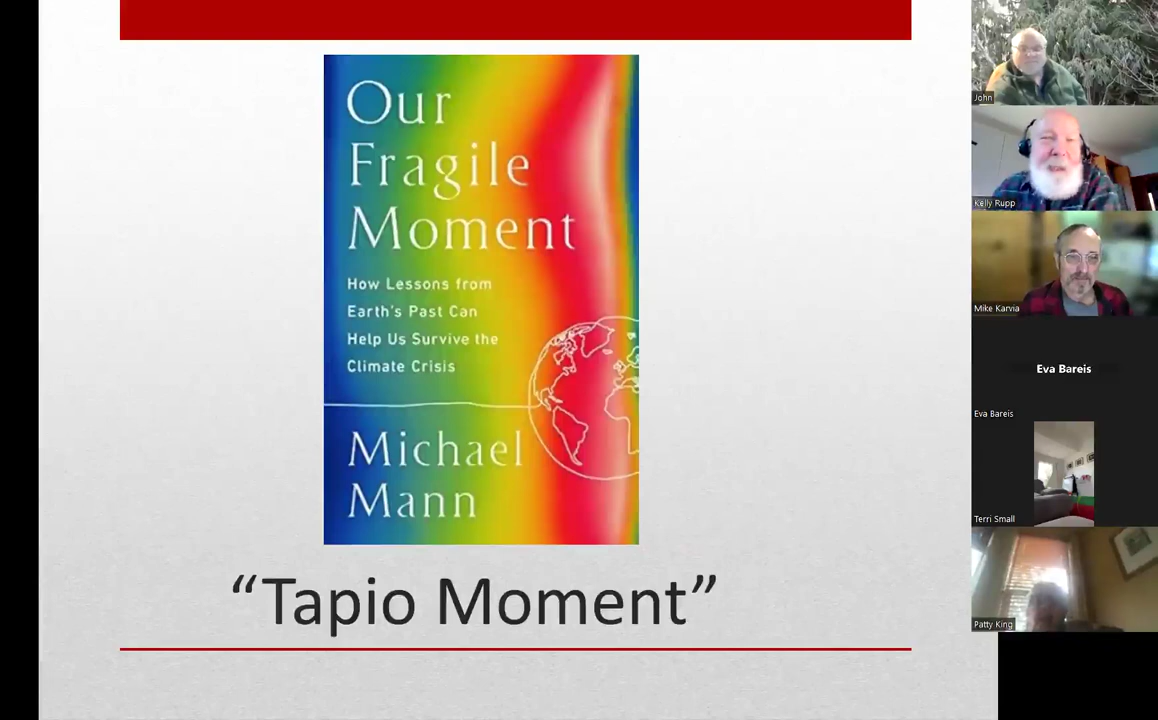 Our
Fragile
Moment
How Lessons from
Earth's Past Can
Help Us Survive the
Climate Crisis
Michael
Mann
“Tapio Moment”
John
Kelly Rupp
Mike Karvia
Eva Bareis
Eva Bareis
Terri Small
Patty King